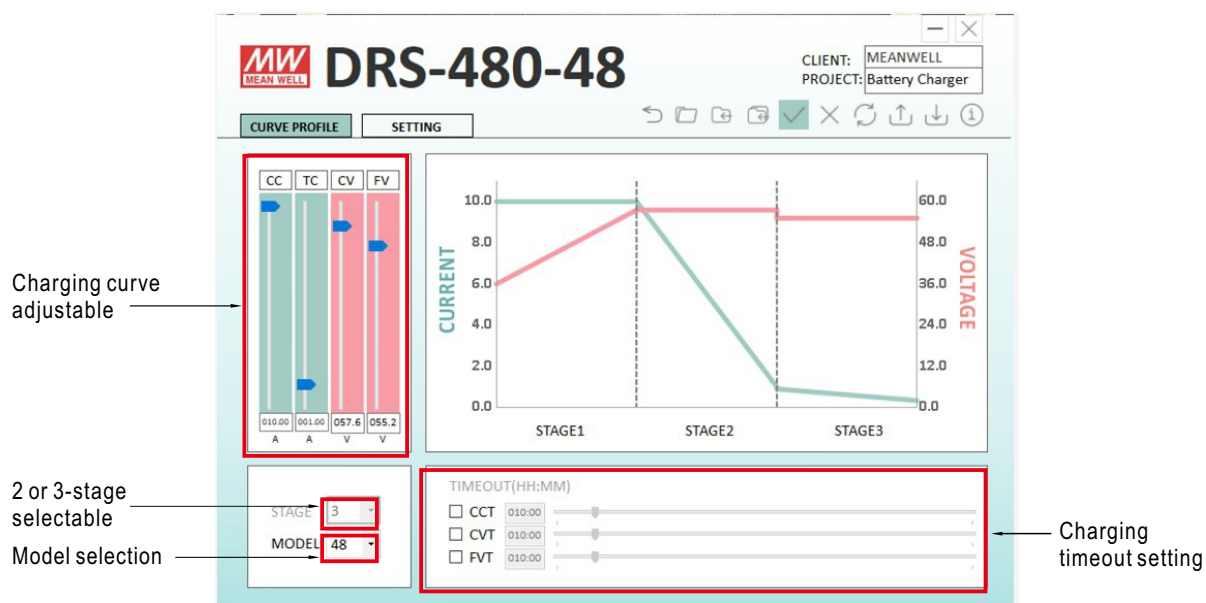 MW
MEAN WELL
DRS-480-48
CLIENT: MEANWELL
PROJECT: Battery Charger
CURVE PROFILE
SETTING
CC TC CV FV
010.00 001.00 057.6 055.2
A A V V
CURRENT
10.0
8.0
6.0
4.0
2.0
0.0
60.0
48.0
36.0
24.0
12.0
0.0
VOLTAGE
STAGE1 STAGE2 STAGE3
Charging curve
adjustable
2 or 3-stage
selectable
Model selection
STAGE 3
MODEL 48
TIMEOUT(HH:MM)
CCT 010:00
CVT 010:00
FVT 010:00
Charging
timeout setting